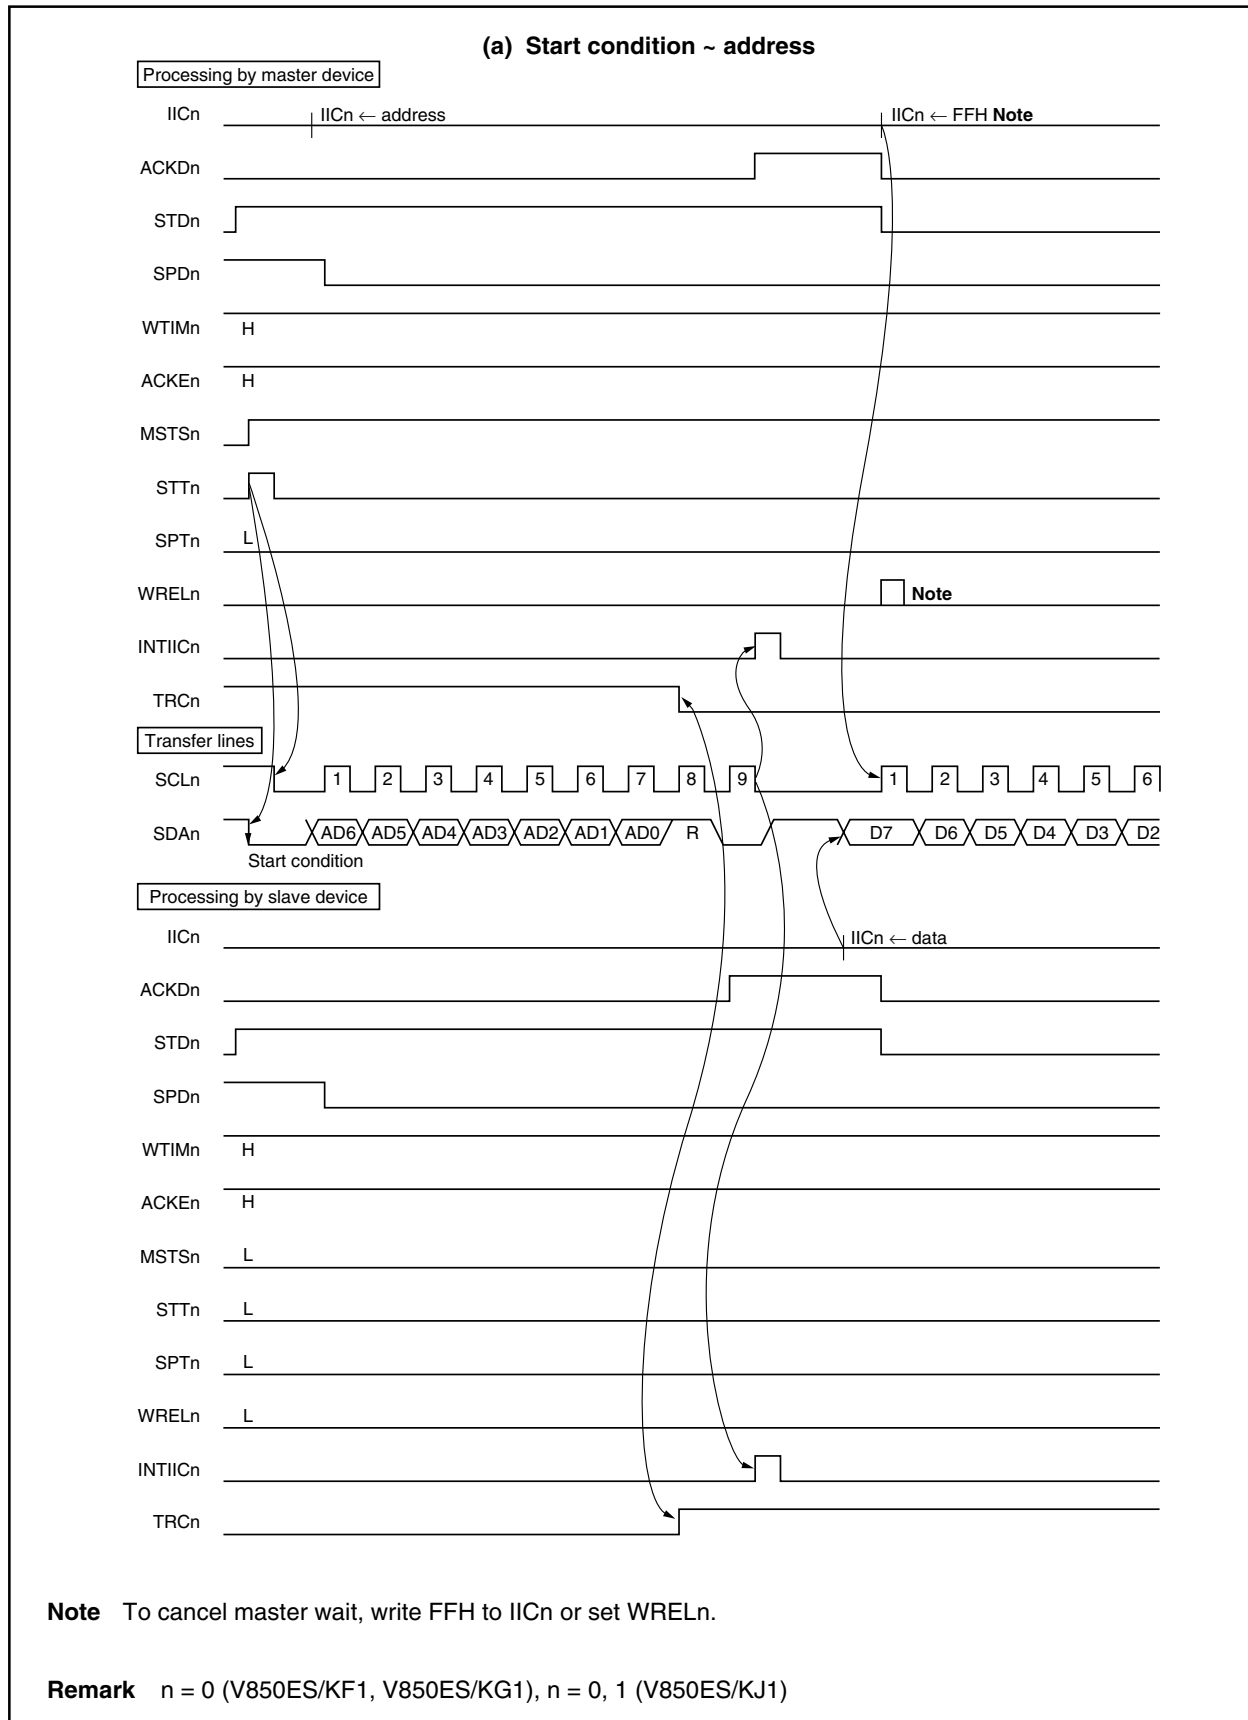 (a) Start condition ~ address
Processing by master device
IICn
IICn ← address
IICn ← FFH Note
ACKDn
STDn
SPDn
WTIMn
H
ACKEn
H
MSTSn
STTn
SPTn
L
WRELn
Note
INTIICn
TRCn
Transfer lines
SCLn
1 2 3 4 5 6 7 8 9 1 2 3 4 5 6
SDAn
AD6 AD5 AD4 AD3 AD2 AD1 AD0 R D7 D6 D5 D4 D3 D2
Start condition
Processing by slave device
IICn
IICn ← data
ACKDn
STDn
SPDn
WTIMn
H
ACKEn
H
MSTSn
L
STTn
L
SPTn
L
WRELn
L
INTIICn
TRCn
Note To cancel master wait, write FFH to IICn or set WRELn.
Remark n = 0 (V850ES/KF1, V850ES/KG1), n = 0, 1 (V850ES/KJ1)